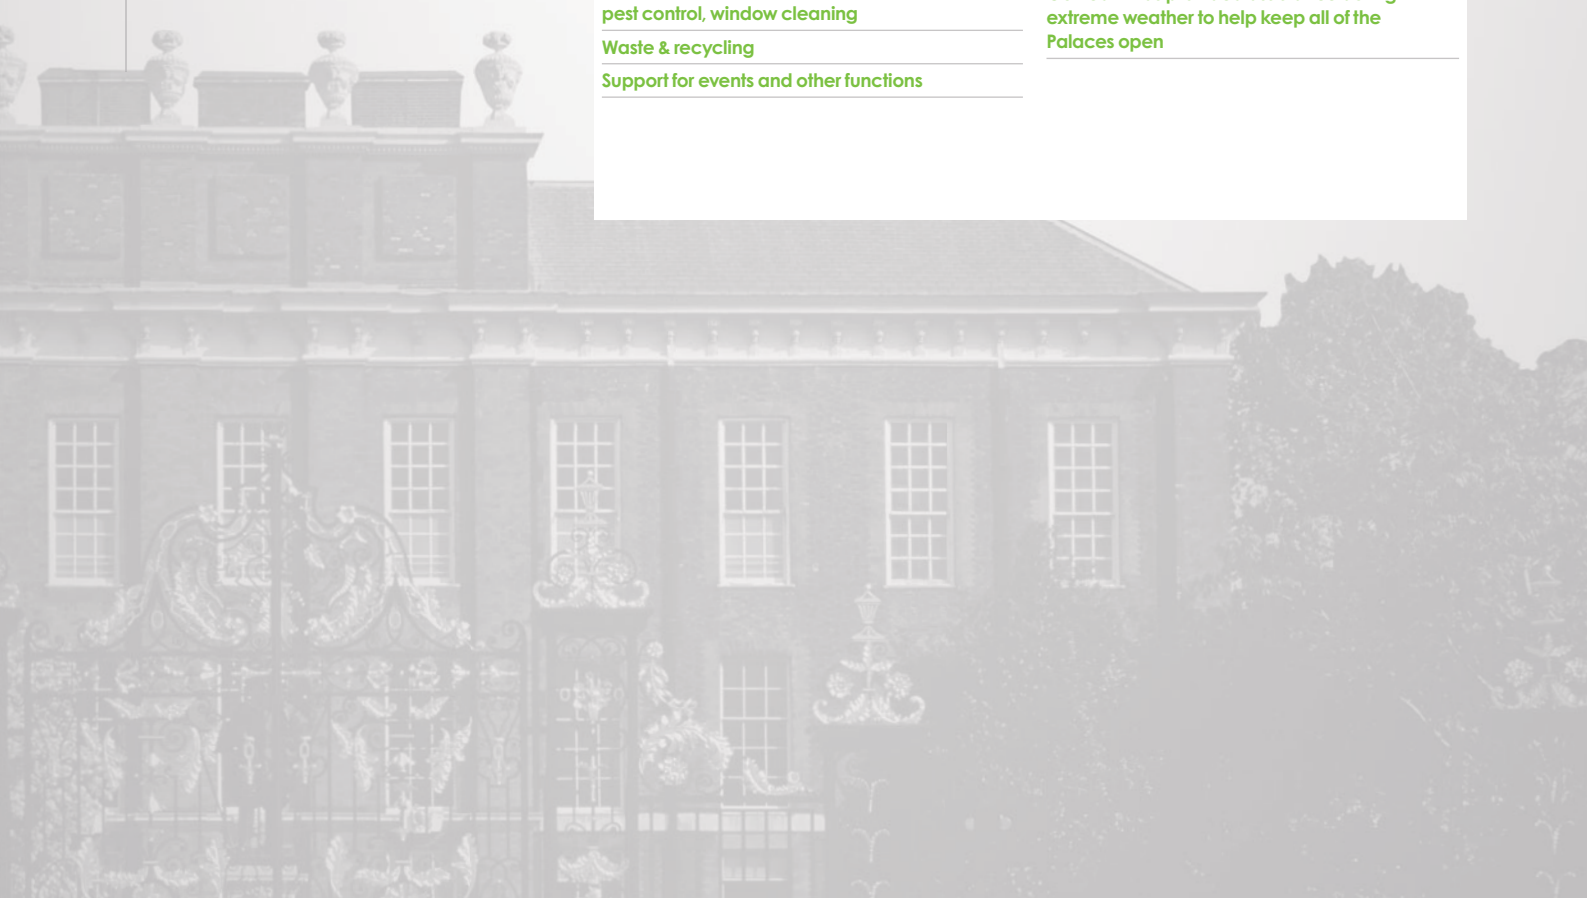 pest control, window cleaning
Waste & recycling
Support for events and other functions
extreme weather to help keep all of the
Palaces open